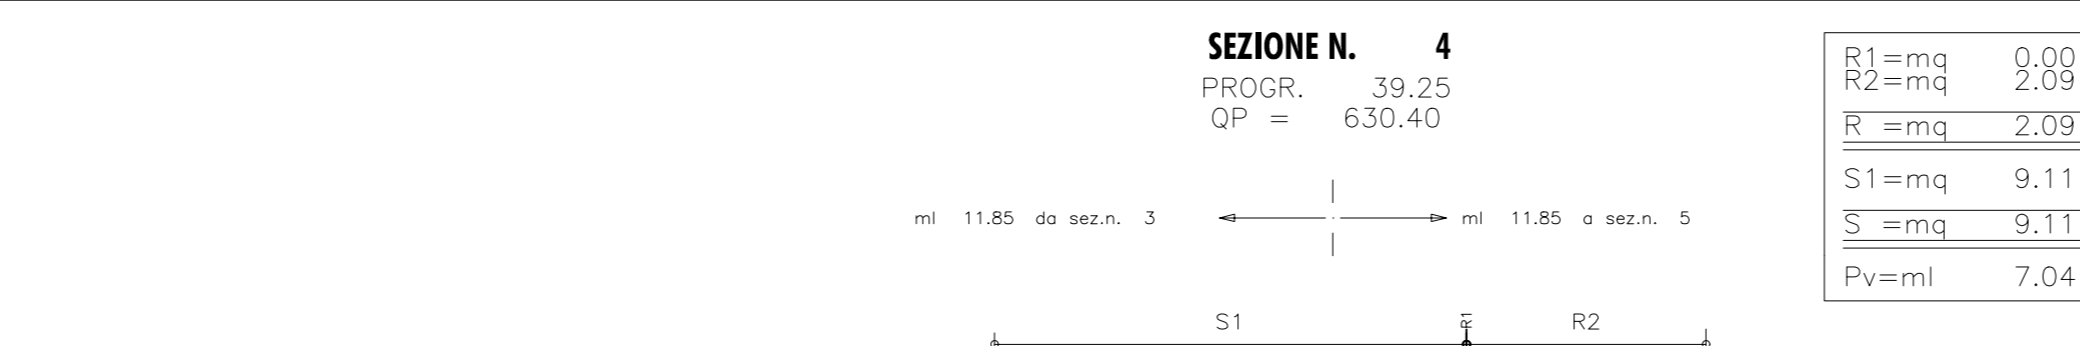 SEZIONE N. 4
PROGR. 39.25
QP = 630.40
ml 11.85 da sez.n. 3
ml 11.85 a sez.n. 5
R1=mq 0.00
R2=mq 2.09
R =mq 2.09
S1=mq 9.11
S =mq 9.11
Pv=ml 7.04
S1 R1 R2